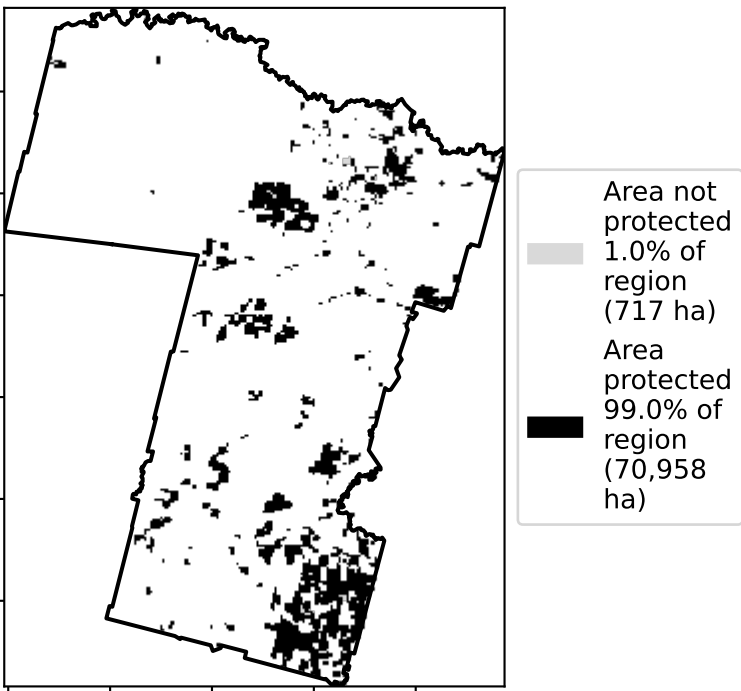 Area not
protected
1.0% of
region
(717 ha)
Area
protected
99.0% of
region
(70,958
ha)